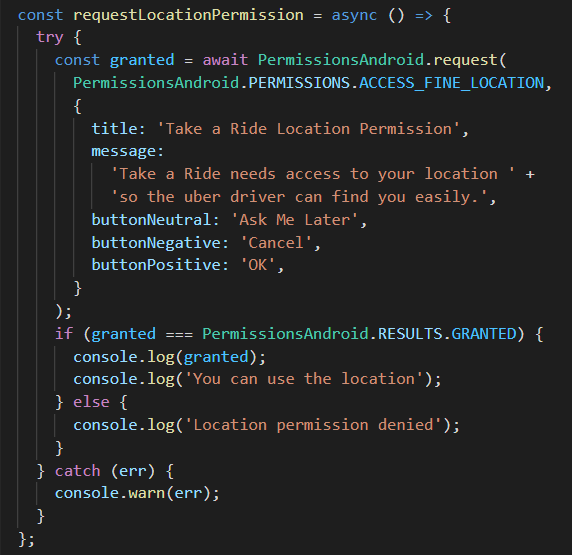 const requestLocationPermission = async () => {
  try {
    const granted = await PermissionsAndroid.request(
      PermissionsAndroid.PERMISSIONS.ACCESS_FINE_LOCATION,
      {
        title: 'Take a Ride Location Permission',
        message:
          'Take a Ride needs access to your location ' +
          'so the uber driver can find you easily.',
        buttonNeutral: 'Ask Me Later',
        buttonNegative: 'Cancel',
        buttonPositive: 'OK',
      }
    );
    if (granted === PermissionsAndroid.RESULTS.GRANTED) {
      console.log(granted);
      console.log('You can use the location');
    } else {
      console.log('Location permission denied');
    }
  } catch (err) {
    console.warn(err);
  }
};